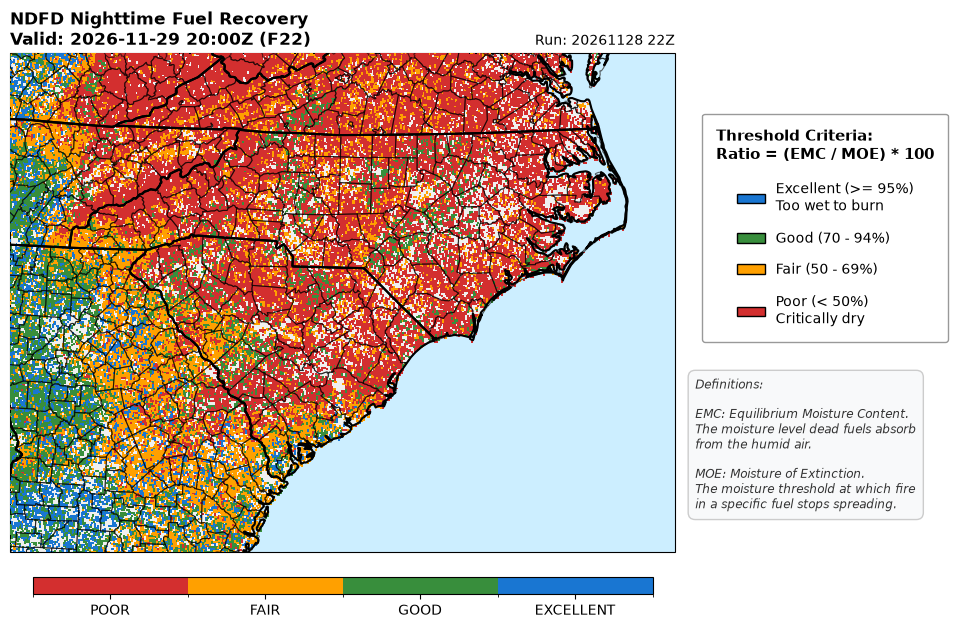 NDFD Nighttime Fuel Recovery
Valid: 2026-11-29 20:00Z (F22)
Run: 20261128 22Z
Threshold Criteria:
Ratio = (EMC / MOE) * 100
Excellent (>= 95%)
Too wet to burn
Good (70 - 94%)
Fair (50 - 69%)
Poor (< 50%)
Critically dry
Definitions:
EMC: Equilibrium Moisture Content.
The moisture level dead fuels absorb
from the humid air.
MOE: Moisture of Extinction.
The moisture threshold at which fire
in a specific fuel stops spreading.
POOR
FAIR
GOOD
EXCELLENT